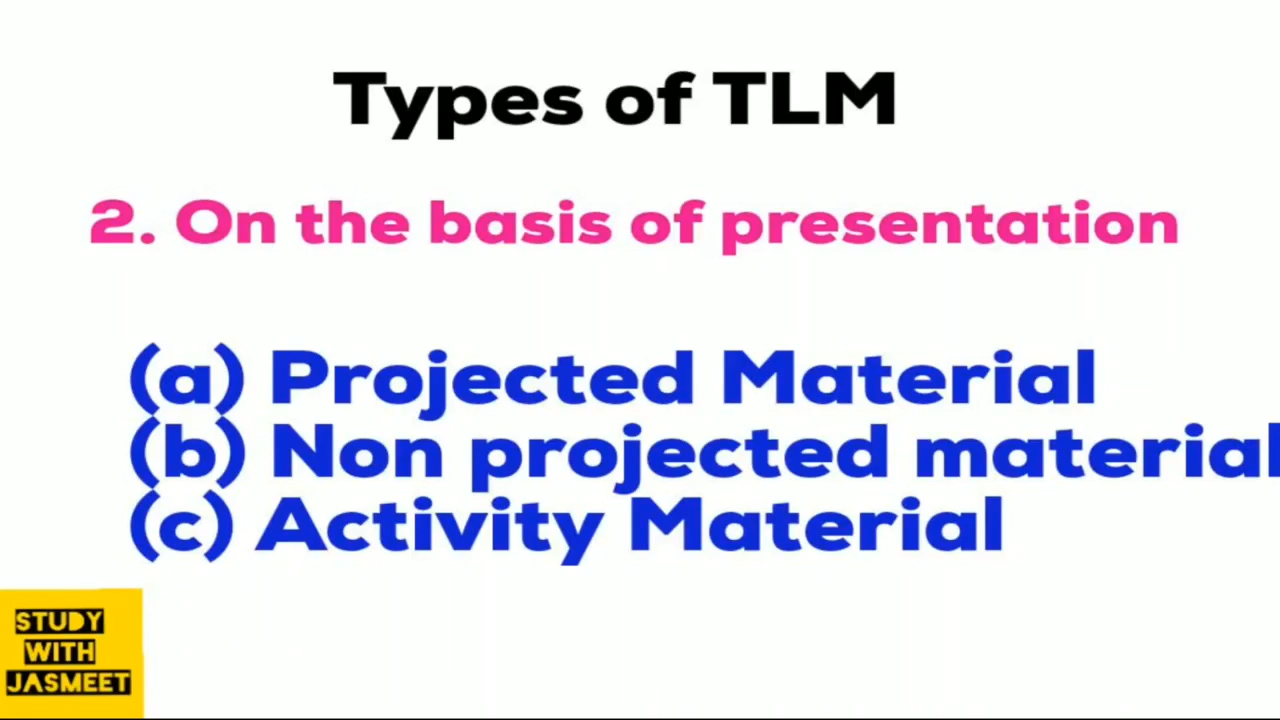 Types of TLM
2. On the basis of presentation
(a) Projected Material
(b) Non projected material
(c) Activity Material
STUDY
WITH
JASMEET